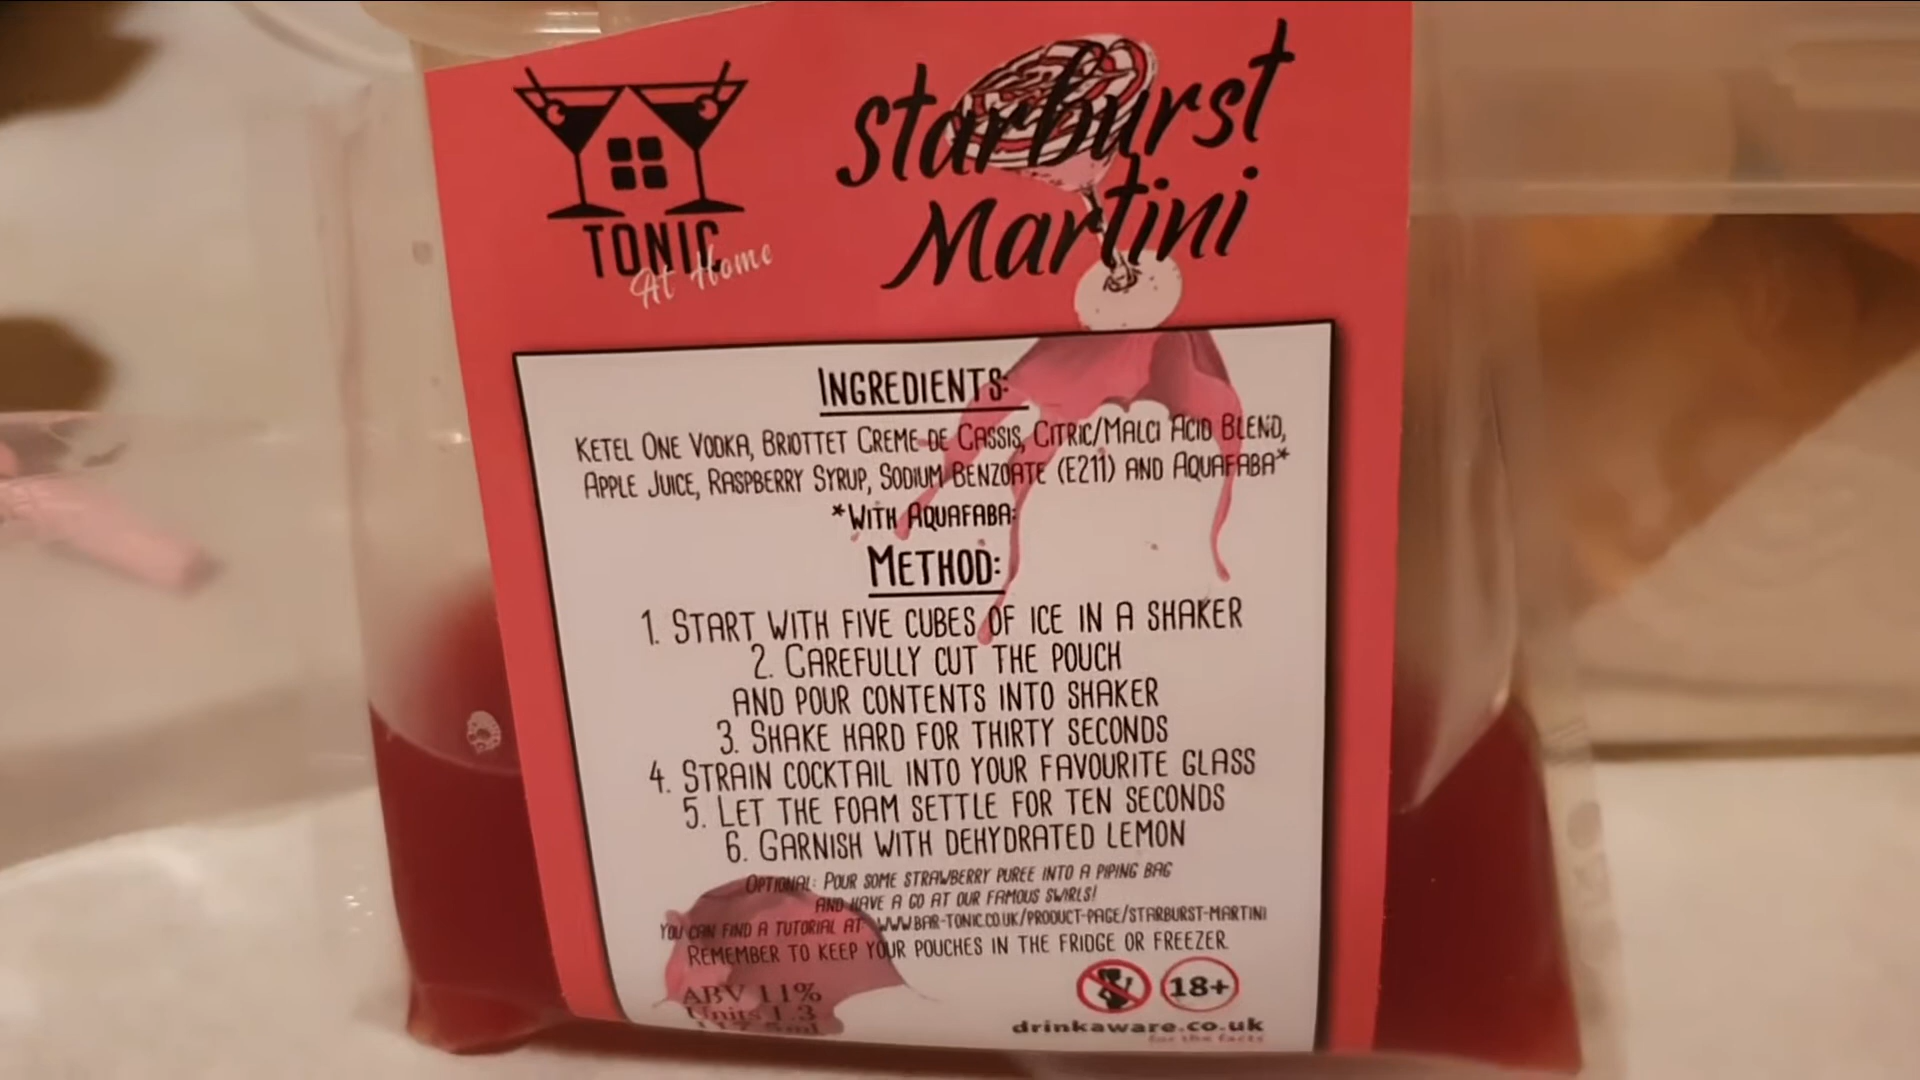 TONIC
At Home
Starburst
Martini
INGREDIENTS:
KETEL ONE VODKA, BRIOTTET CREME DE CASSIS, CITRIC/MALCI ACID BLEND,
APPLE JUICE, RASPBERRY SYRUP, SODIUM BENZOATE (E211) AND AQUAFABA*
*WITH AQUAFABA:
METHOD:
1. START WITH FIVE CUBES OF ICE IN A SHAKER
2. CAREFULLY CUT THE POUCH
AND POUR CONTENTS INTO SHAKER
3. SHAKE HARD FOR THIRTY SECONDS
4. STRAIN COCKTAIL INTO YOUR FAVOURITE GLASS
5. LET THE FOAM SETTLE FOR TEN SECONDS
6. GARNISH WITH DEHYDRATED LEMON
OPTIONAL: POUR SOME STRAWBERRY PUREE INTO A PIPING BAG
AND HAVE A GO AT OUR FAMOUS SWIRLS!
YOU CAN FIND A TUTORIAL AT WWW.BAR-TONIC.CO.UK/PRODUCT-PAGE/STARBURST-MARTINI
REMEMBER TO KEEP YOUR POUCHES IN THE FRIDGE OR FREEZER.
ABV 11%
Units 1.3
18+
drinkaware.co.uk
for the facts